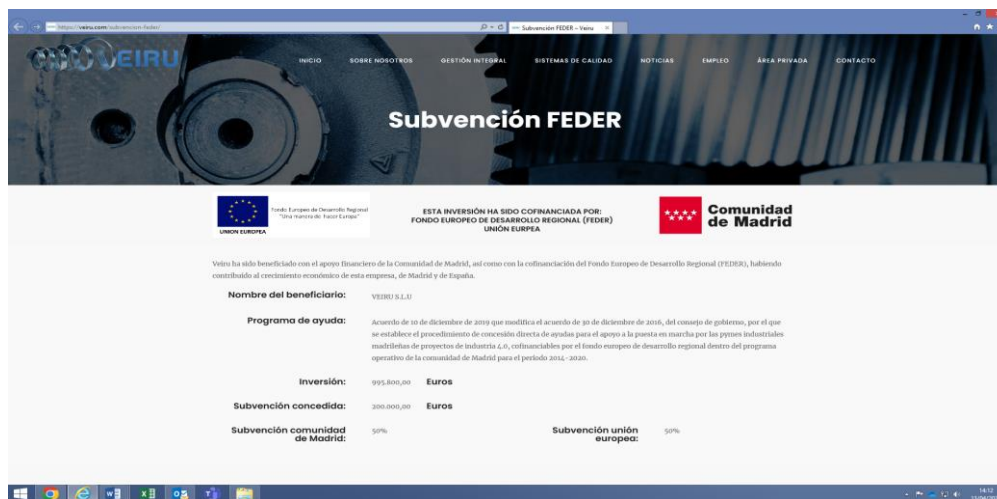 https://veiru.com/subvencion-feder/
Subvención FEDER – Veiru
VEIRU
INICIO SOBRE NOSOTROS GESTIÓN INTEGRAL SISTEMAS DE CALIDAD NOTICIAS EMPLEO ÁREA PRIVADA CONTACTO
Subvención FEDER
UNION EUROPEA
Fondo Europeo de Desarrollo Regional
"Una manera de hacer Europa"
ESTA INVERSIÓN HA SIDO COFINANCIADA POR:
FONDO EUROPEO DE DESARROLLO REGIONAL (FEDER)
UNIÓN EURPEA
Comunidad
de Madrid
Veiru ha sido beneficiado con el apoyo financiero de la Comunidad de Madrid, así como con la cofinanciación del Fondo Europeo de Desarrollo Regional (FEDER), habiendo
contribuido al crecimiento económico de esta empresa, de Madrid y de España.
Nombre del beneficiario: VEIRU S.L.U
Programa de ayuda: Acuerdo de 10 de diciembre de 2019 que modifica el acuerdo de 30 de diciembre de 2016, del consejo de gobierno, por el que
se establece el procedimiento de concesión directa de ayudas para el apoyo a la puesta en marcha por las pymes industriales
madrileñas de proyectos de industria 4.0, cofinanciables por el fondo europeo de desarrollo regional dentro del programa
operativo de la comunidad de Madrid para el periodo 2014-2020.
Inversión: 995.800,00 Euros
Subvención concedida: 200.000,00 Euros
Subvención comunidad
de Madrid: 50%
Subvención unión
europea: 50%
14:12